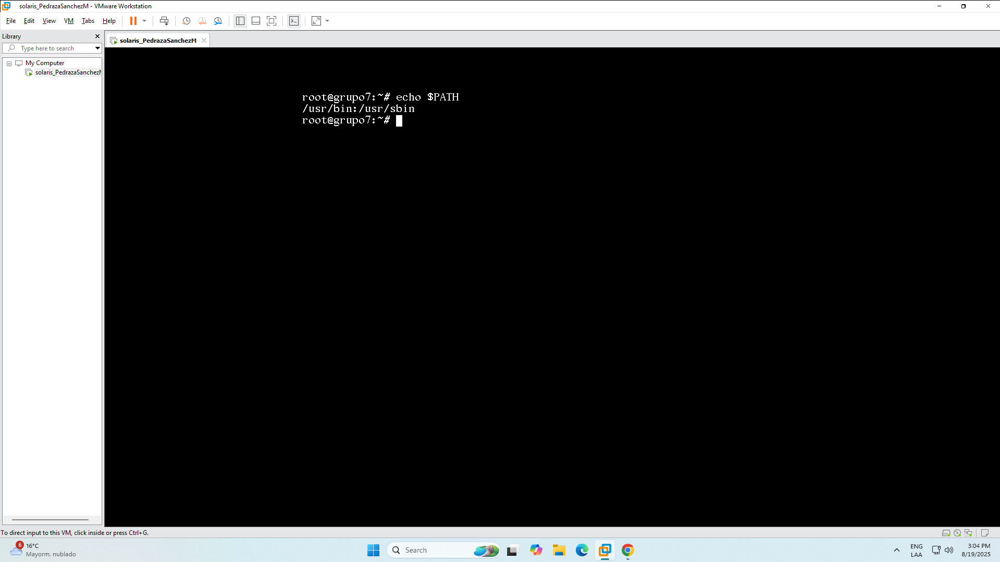 solaris_PedrazaSanchezM - VMware Workstation
File Edit View VM Tabs Help
Library
solaris_PedrazaSanchezM
Type here to search
My Computer
solaris_PedrazaSanchezM
root@grupo7:~# echo $PATH
/usr/bin:/usr/sbin
root@grupo7:~#
To direct input to this VM, click inside or press Ctrl+G.
6
16°C
Mayorm. nublado
Search
ENG
LAA
3:04 PM
8/19/2025